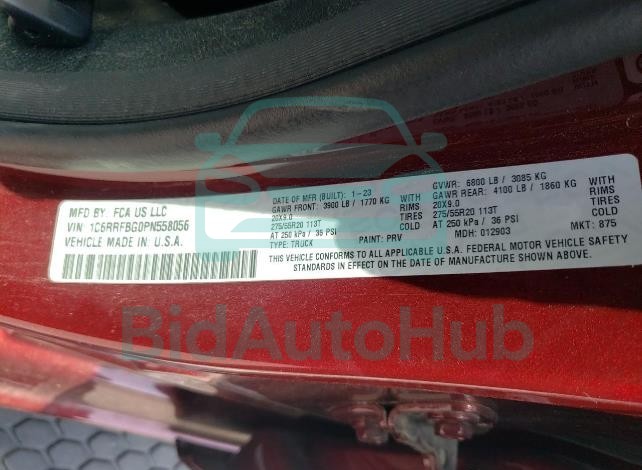 MFD BY: FCA US LLC
VIN: 1C6RRFBG0PN558056
VEHICLE MADE IN U.S.A.
DATE OF MFR (BUILT): 1-23
GAWR FRONT: 3900 LB / 1770 KG WITH
20X9.0 RIMS
275/55R20 113T
AT 250 kPa / 36 PSI
TYPE: TRUCK
PAINT: PRV
GVWR: 6800 LB / 3085 KG
GAWR REAR: 4100 LB / 1860 KG WITH
20X9.0 RIMS
275/55R20 113T
AT 250 kPa / 36 PSI
MDH: 012903 MKT: 875
THIS VEHICLE CONFORMS TO ALL APPLICABLE U.S.A. FEDERAL MOTOR VEHICLE SAFETY
STANDARDS IN EFFECT ON THE DATE OF MANUFACTURE SHOWN ABOVE.
BidAutoHub